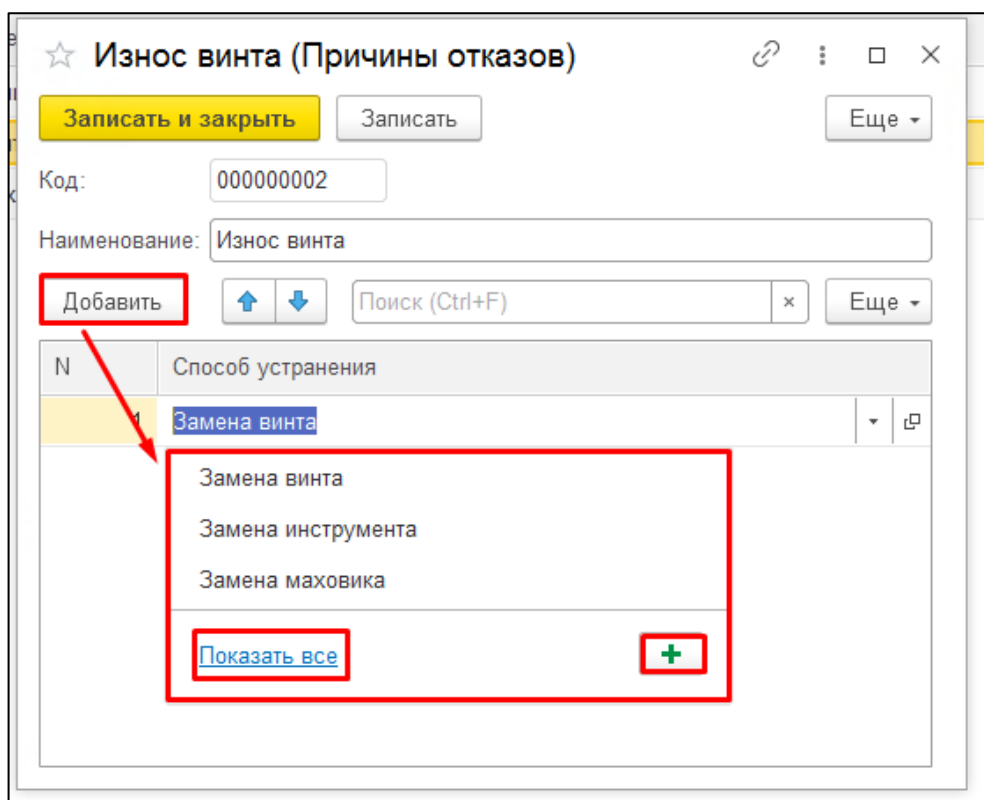 Износ винта (Причины отказов)
Записать и закрыть Записать Еще
Код: 000000002
Наименование: Износ винта
Добавить Поиск (Ctrl+F) × Еще
N Способ устранения
1 Замена винта
Замена винта
Замена инструмента
Замена маховика
Показать все